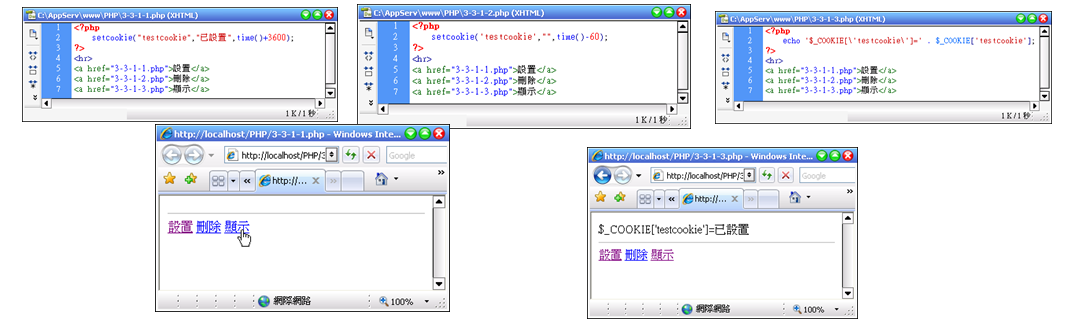 C:\AppServ\www\PHP\3-3-1-1.php (XHTML)
1 <?php
2 setcookie("testcookie","已設置",time()+3600);
3 ?>
4 <hr>
5 <a href="3-3-1-1.php">設置</a>
6 <a href="3-3-1-2.php">刪除</a>
7 <a href="3-3-1-3.php">顯示</a>
1 K / 1 秒
C:\AppServ\www\PHP\3-3-1-2.php (XHTML)
1 <?php
2 setcookie('testcookie',"",time()-60);
3 ?>
4 <hr>
5 <a href="3-3-1-1.php">設置</a>
6 <a href="3-3-1-2.php">刪除</a>
7 <a href="3-3-1-3.php">顯示</a>
1 K / 1 秒
C:\AppServ\www\PHP\3-3-1-3.php (XHTML)
1 <?php
2 echo '$_COOKIE[\'testcookie\']=' . $_COOKIE['testcookie'];
3 ?>
4 <hr>
5 <a href="3-3-1-1.php">設置</a>
6 <a href="3-3-1-2.php">刪除</a>
7 <a href="3-3-1-3.php">顯示</a>
1 K / 1 秒
http://localhost/PHP/3-3-1-1.php - Windows Inte...
http://localhost/PHP/3 Google
http://...
設置 刪除 顯示
網際網路 100%
http://localhost/PHP/3-3-1-3.php - Windows Inte...
http://localhost/PHP/3 Google
http://...
$_COOKIE['testcookie']=已設置
設置 刪除 顯示
網際網路 100%